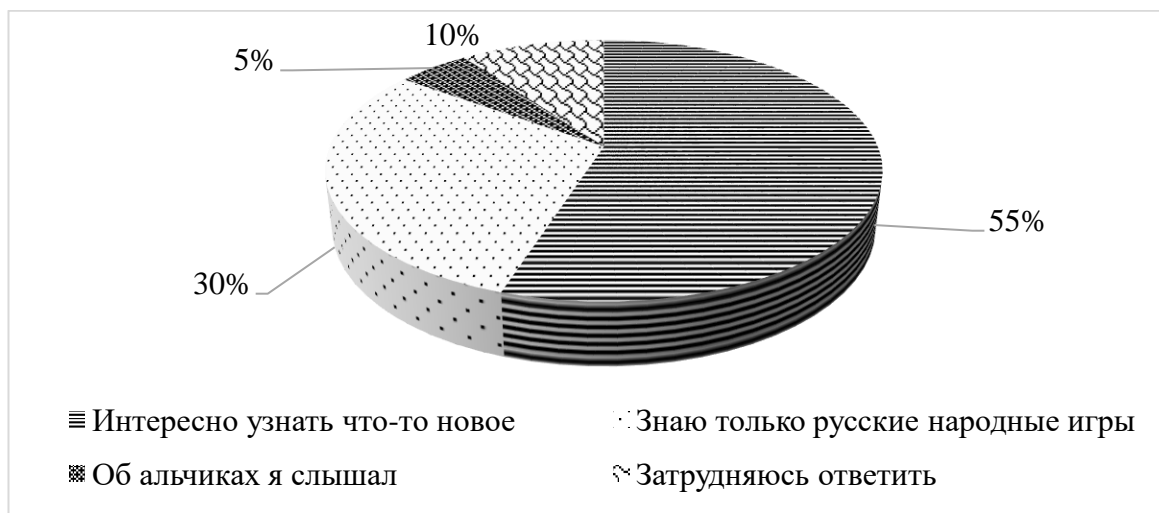 10%
5%
55%
30%
Интересно узнать что-то новое
Знаю только русские народные игры
Об альчиках я слышал
Затрудняюсь ответить